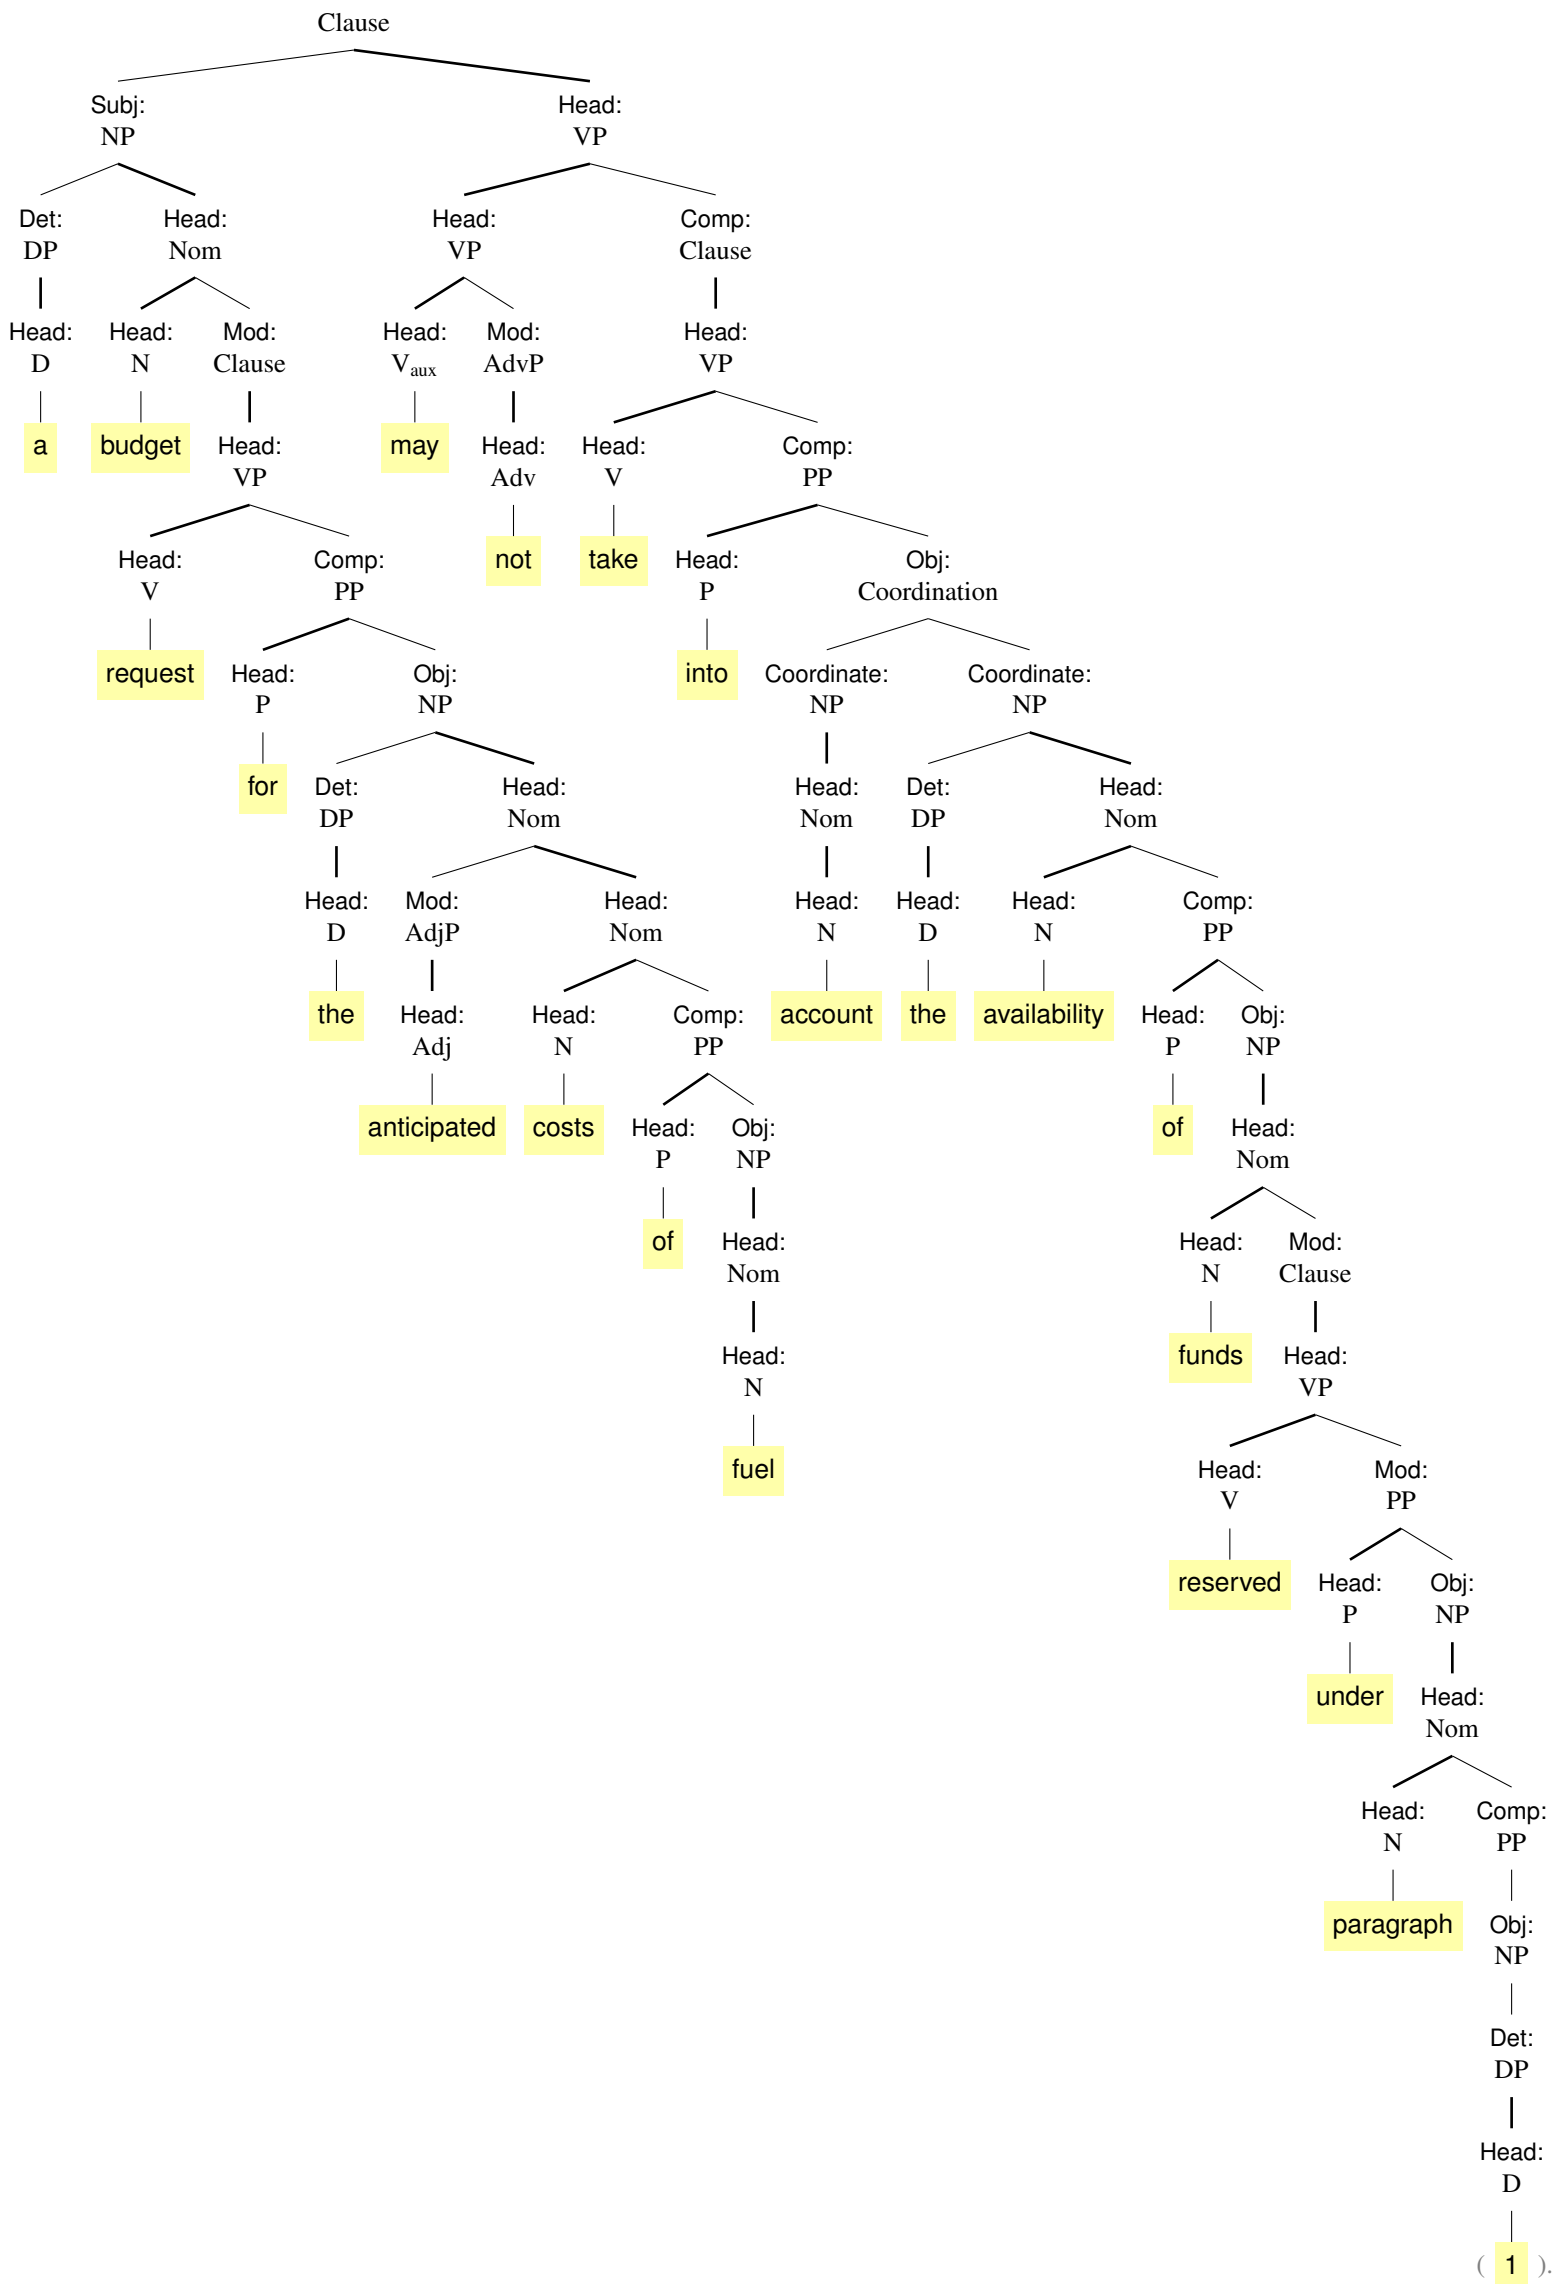 Clause
Subj: Head:
NP VP
Det: Head: Head: Comp:
DP Nom VP Clause
Head: Head: Mod: Head: Mod: Head:
D N Clause Vaux AdvP VP
a budget Head: may Head: Head: Comp:
VP Adv V PP
Head: Comp: not take Head: Obj:
V PP P Coordination
request Head: Obj: into Coordinate: Coordinate:
P NP NP NP
for Det: Head: Head: Det: Head:
DP Nom Nom DP Nom
Head: Mod: Head: Head: Head: Head: Comp:
D AdjP Nom N D N PP
the Head: Head: Comp: account the availability Head: Obj:
Adj N PP P NP
anticipated costs Head: Obj: of Head:
P NP Nom
of Head: Head: Mod:
Nom N Clause
Head: funds Head:
N VP
fuel Head: Mod:
V PP
reserved Head: Obj:
P NP
under Head:
Nom
Head: Comp:
N PP
paragraph Obj:
NP
Det:
DP
Head:
D
( 1 ).